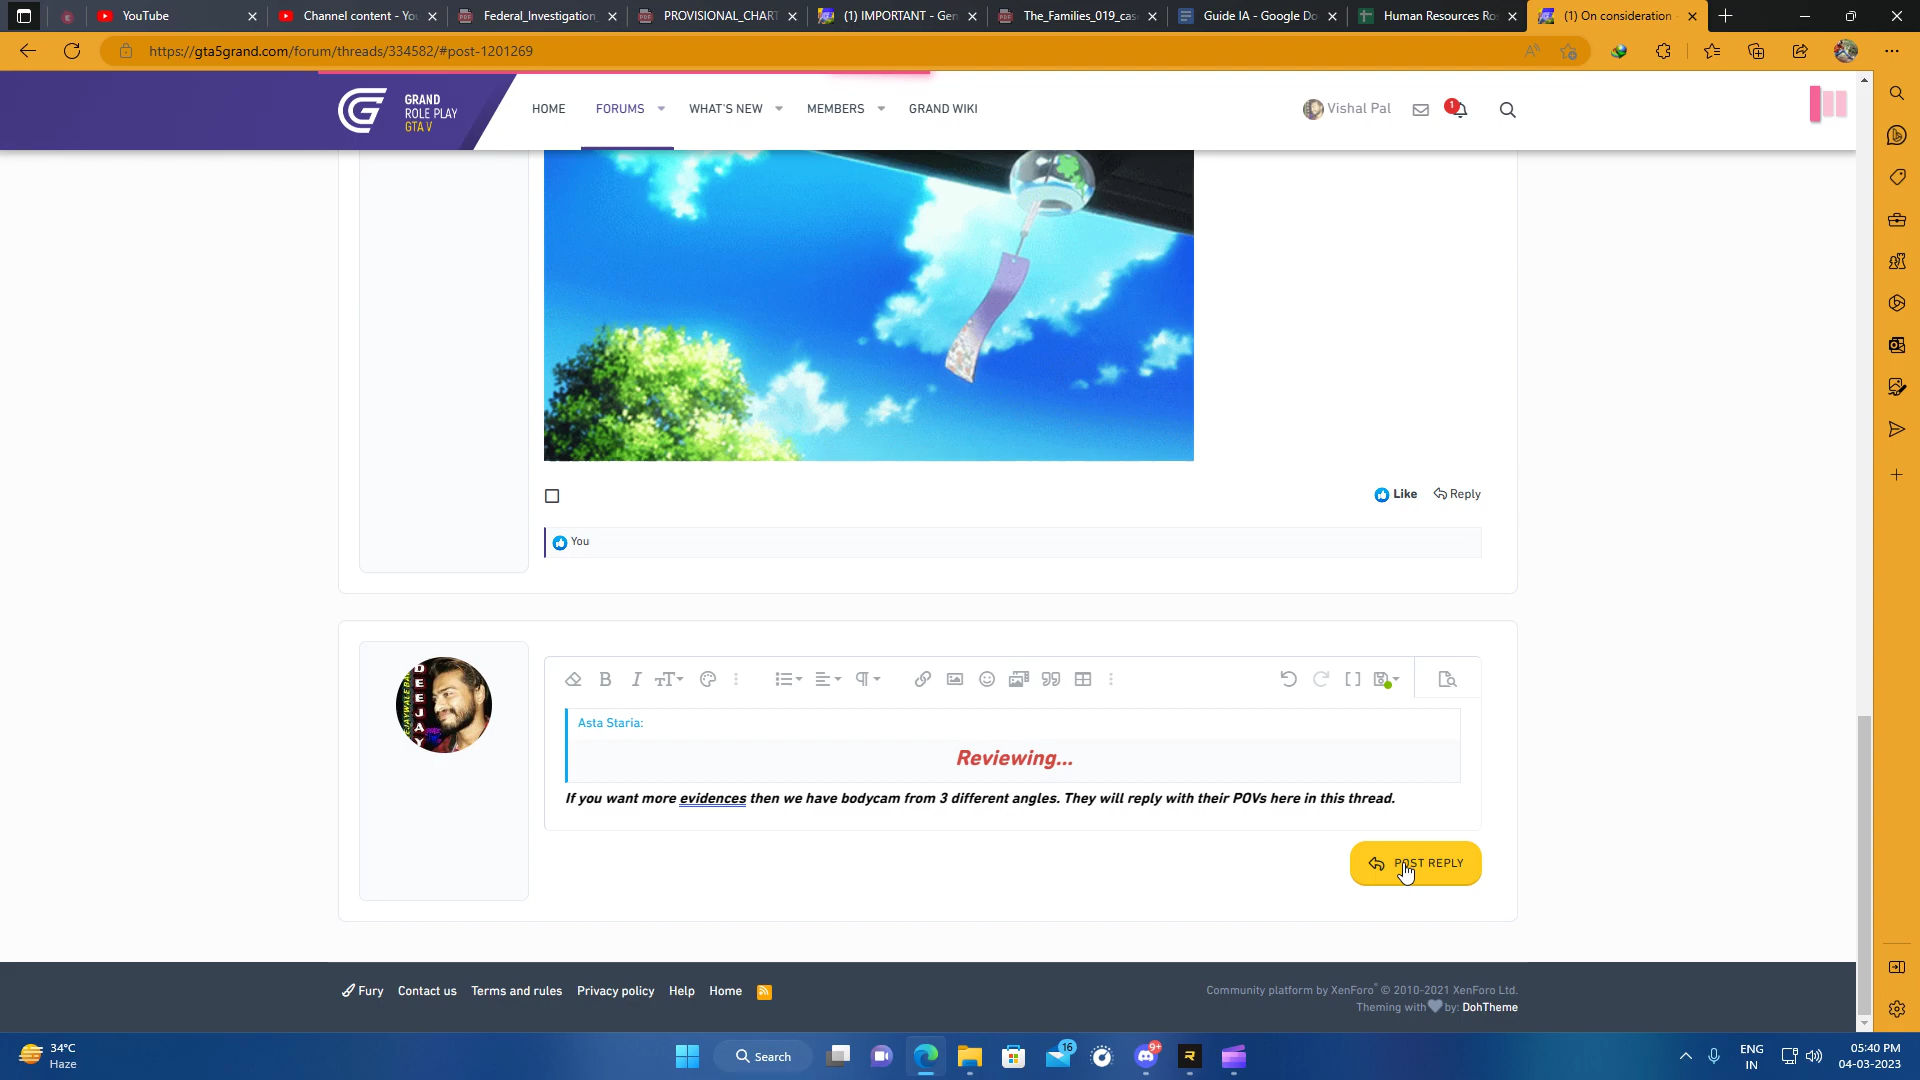 YouTube
Channel content - Yo
Federal_Investigation_
PROVISIONAL_CHART
(1) IMPORTANT - Gen
The_Families_019_cas
Guide IA - Google Do
Human Resources Ro
(1) On consideration
https://gta5grand.com/forum/threads/334582/#post-1201269
GRAND
ROLE PLAY
GTA V
HOME
FORUMS
WHAT'S NEW
MEMBERS
GRAND WIKI
Vishal Pal
1
Like
Reply
You
DEEJAY
Asta Staria:
Reviewing...
If you want more evidences then we have bodycam from 3 different angles. They will reply with their POVs here in this thread.
POST REPLY
Fury
Contact us
Terms and rules
Privacy policy
Help
Home
Community platform by XenForo® © 2010-2021 XenForo Ltd.
Theming with by: DohTheme
34°C
Haze
Search
16
9+
ENG
IN
05:40 PM
04-03-2023